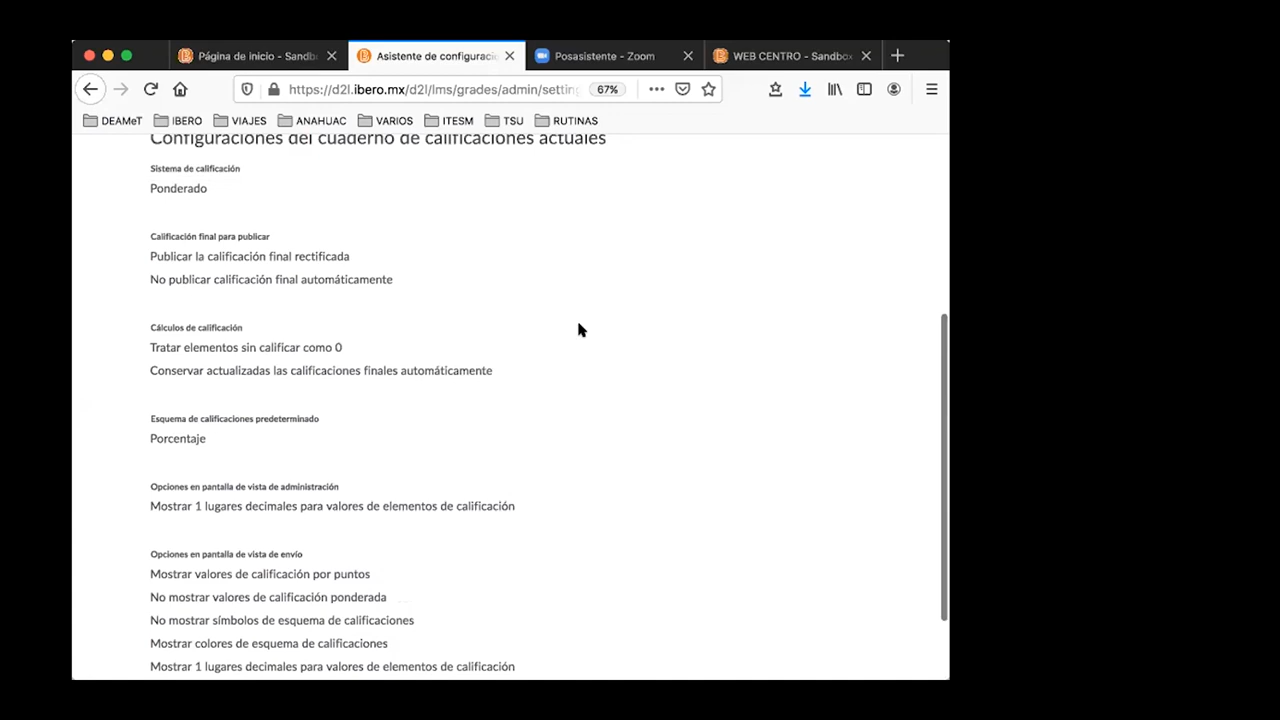 Página de inicio - Sandb
Asistente de configuraci
Posasistente - Zoom
WEB CENTRO - Sandbox
https://d2l.ibero.mx/d2l/lms/grades/admin/settin
67%
DEAMeT
IBERO
VIAJES
ANAHUAC
VARIOS
ITESM
TSU
RUTINAS
Configuraciones del cuaderno de calificaciones actuales
Sistema de calificación
Ponderado
Calificación final para publicar
Publicar la calificación final rectificada
No publicar calificación final automáticamente
Cálculos de calificación
Tratar elementos sin calificar como 0
Conservar actualizadas las calificaciones finales automáticamente
Esquema de calificaciones predeterminado
Porcentaje
Opciones en pantalla de vista de administración
Mostrar 1 lugares decimales para valores de elementos de calificación
Opciones en pantalla de vista de envío
Mostrar valores de calificación por puntos
No mostrar valores de calificación ponderada
No mostrar símbolos de esquema de calificaciones
Mostrar colores de esquema de calificaciones
Mostrar 1 lugares decimales para valores de elementos de calificación